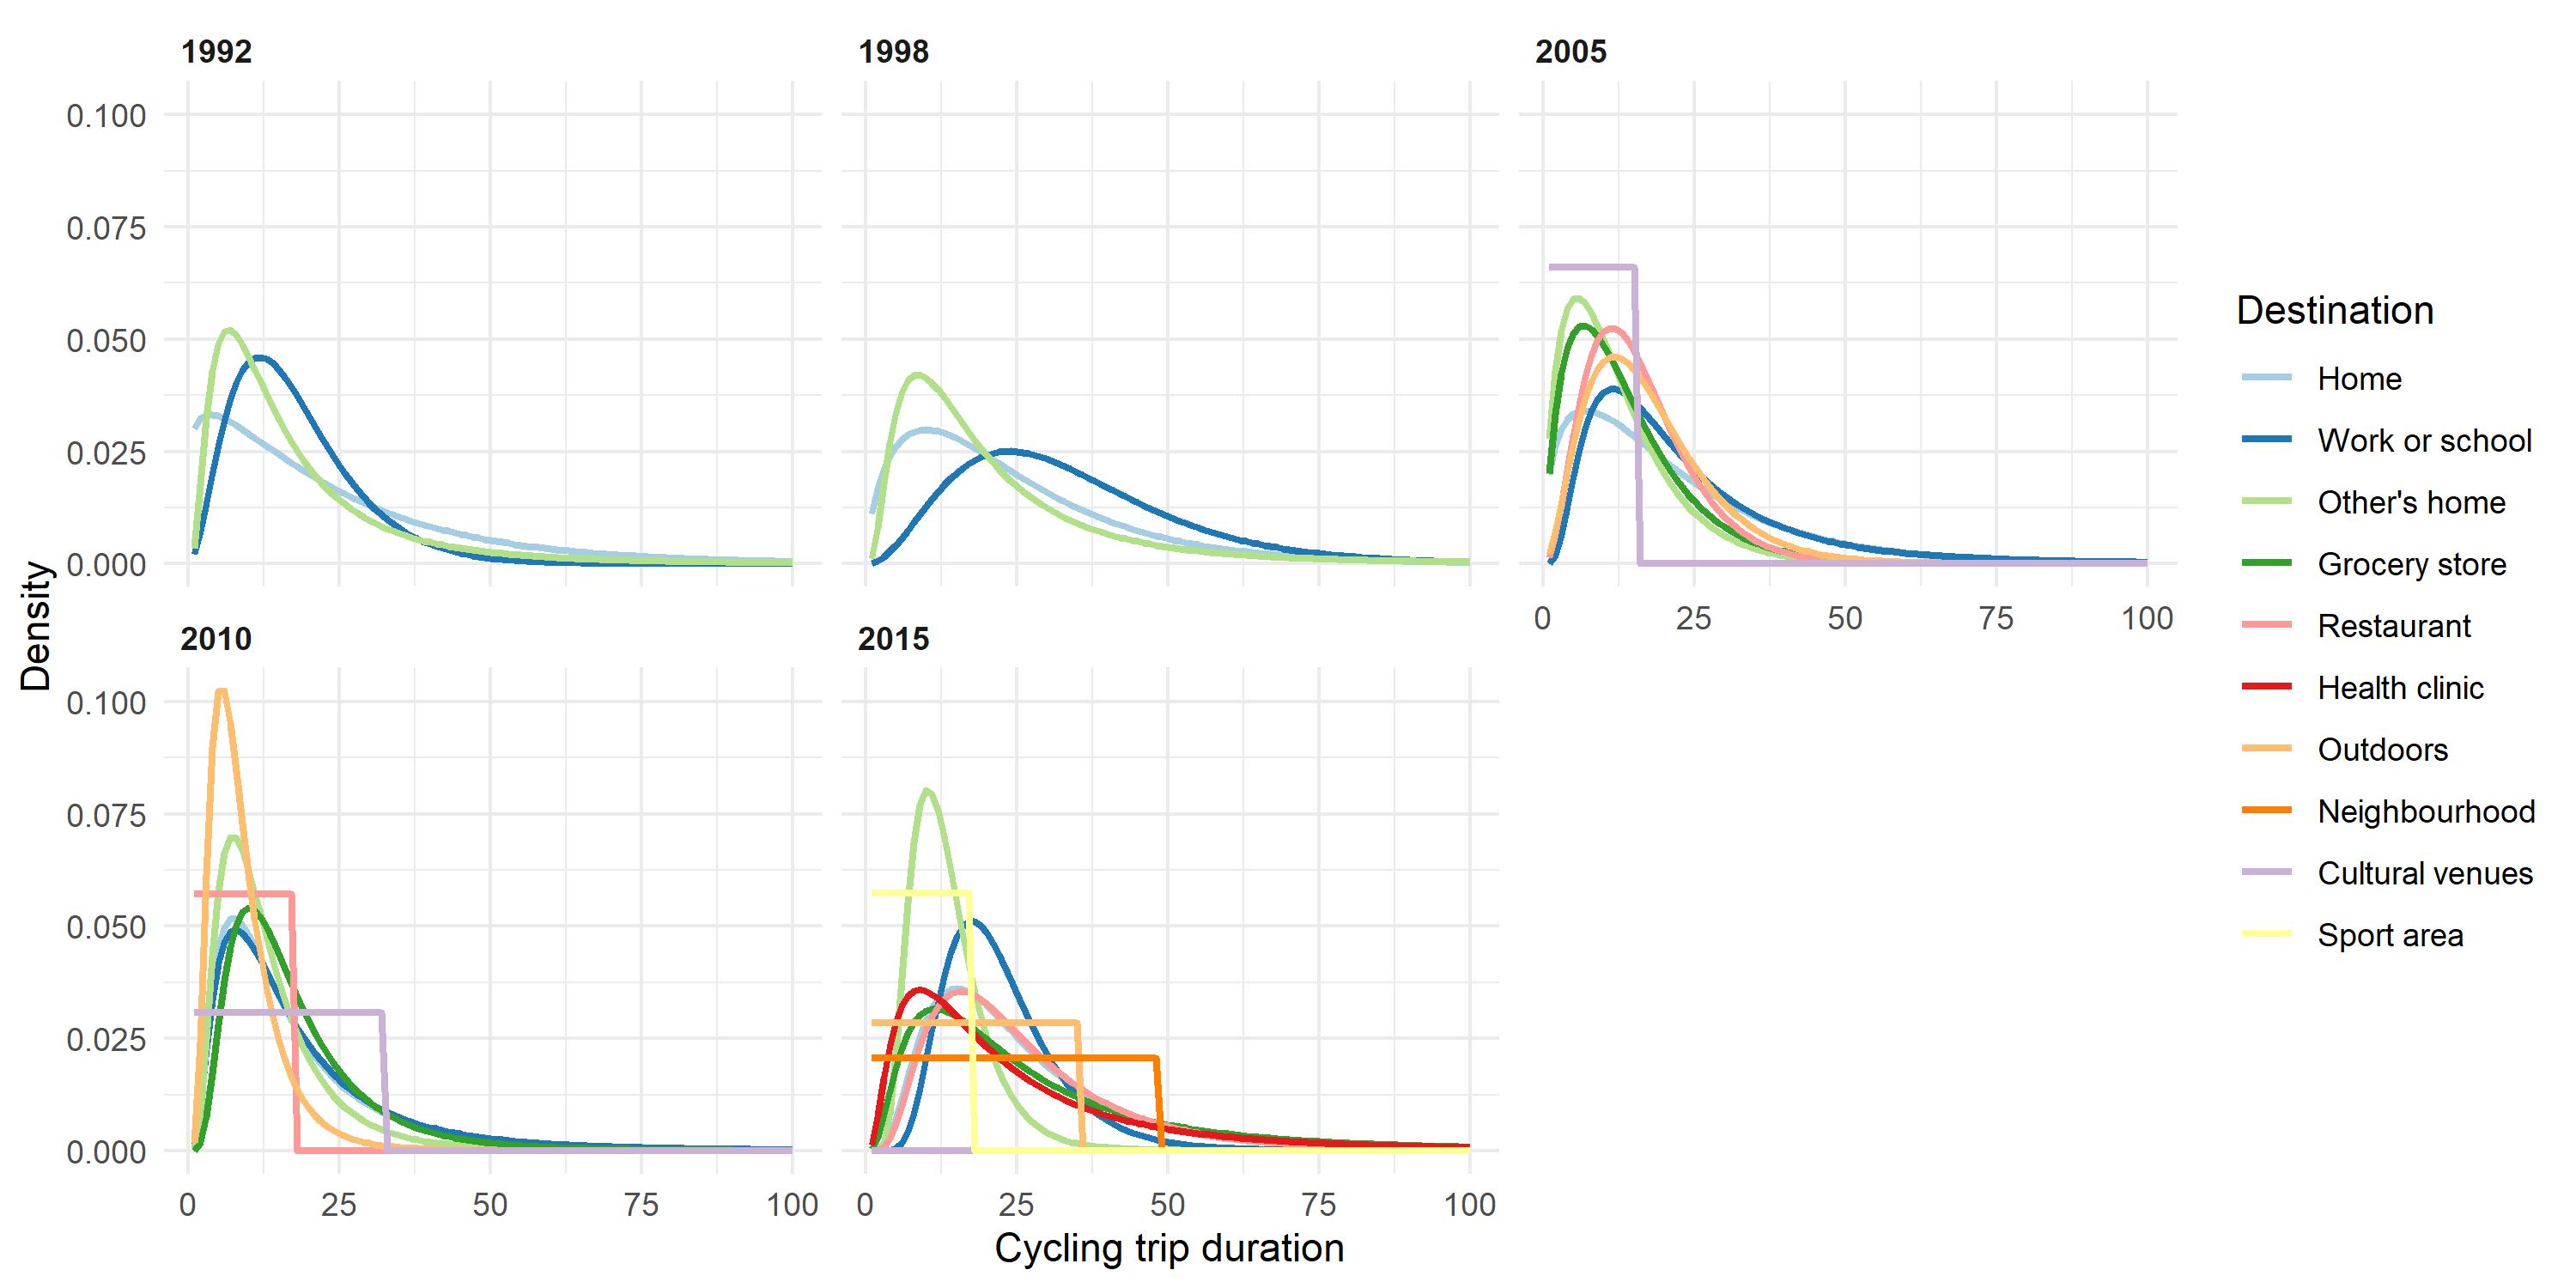 1992
1998
2005
0.100
0.075
0.050
0.025
0.000
0 25 50 75 100
Density
2010
2015
0.100
0.075
0.050
0.025
0.000
0 25 50 75 100
0 25 50 75 100
Cycling trip duration
Destination
Home
Work or school
Other's home
Grocery store
Restaurant
Health clinic
Outdoors
Neighbourhood
Cultural venues
Sport area